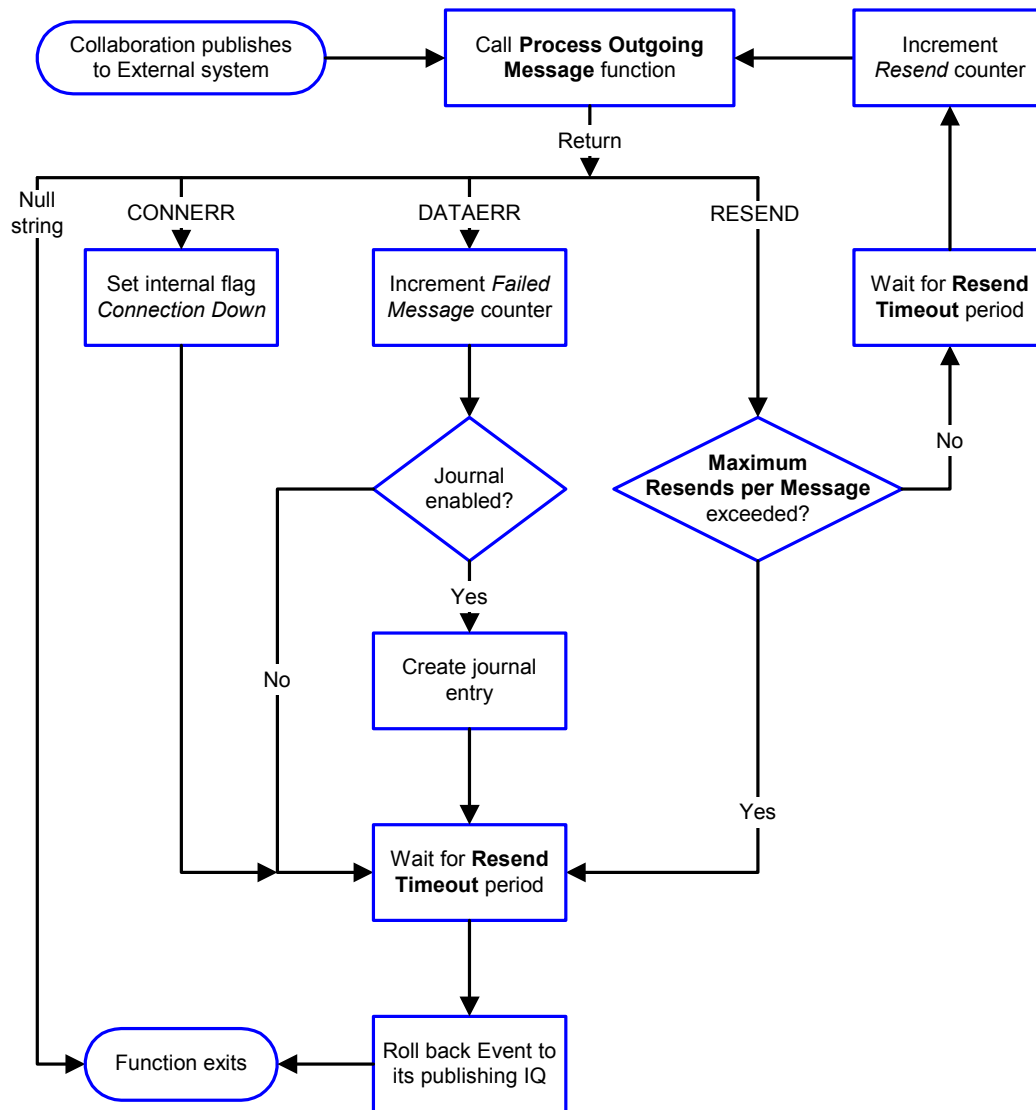 Collaboration publishes
to External system
Call Process Outgoing
Message function
Increment
Resend counter
Return
Null
string
CONNERR
DATAERR
RESEND
Set internal flag
Connection Down
Increment Failed
Message counter
Wait for Resend
Timeout period
No
Journal
enabled?
Maximum
Resends per Message
exceeded?
Yes
Create journal
entry
No
Yes
Wait for Resend
Timeout period
Function exits
Roll back Event to
its publishing IQ